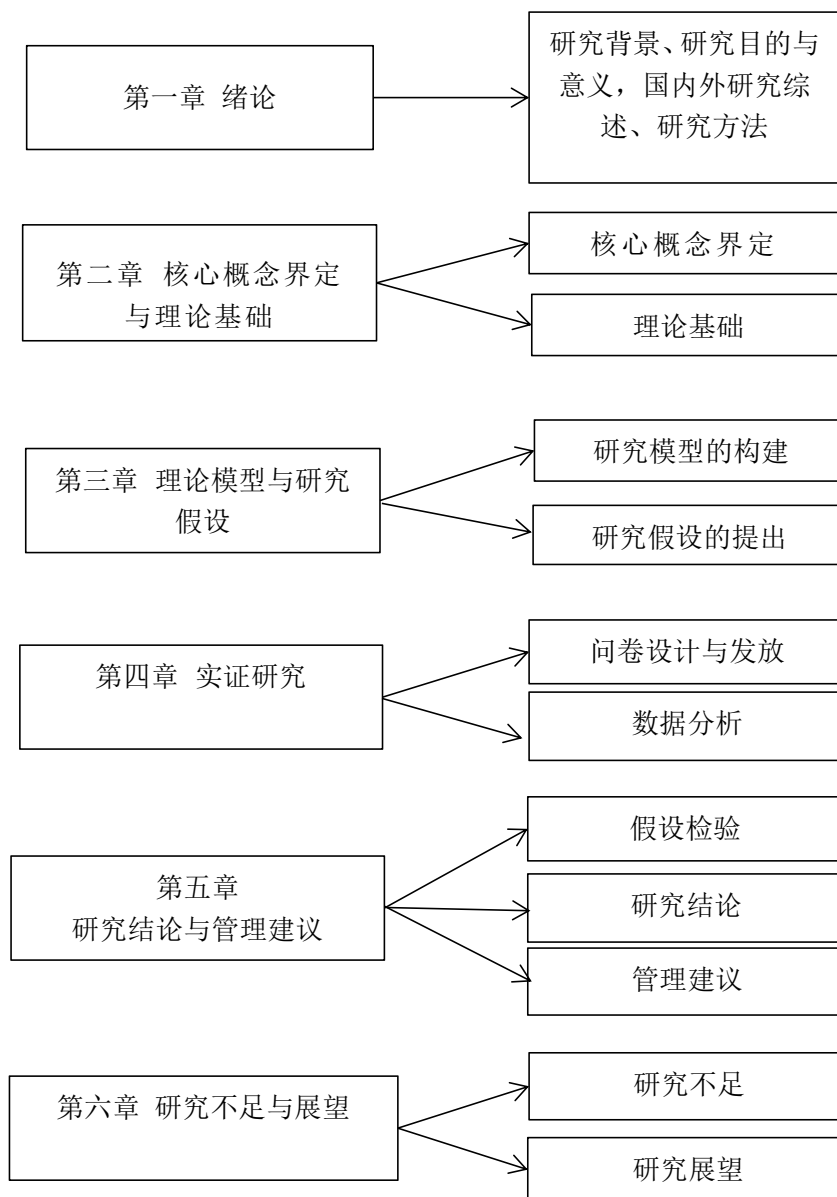 第一章 绪论
研究背景、研究目的与
意义，国内外研究综
述、研究方法
第二章 核心概念界定
与理论基础
核心概念界定
理论基础
第三章 理论模型与研究
假设
研究模型的构建
研究假设的提出
第四章 实证研究
问卷设计与发放
数据分析
第五章
研究结论与管理建议
假设检验
研究结论
管理建议
第六章 研究不足与展望
研究不足
研究展望